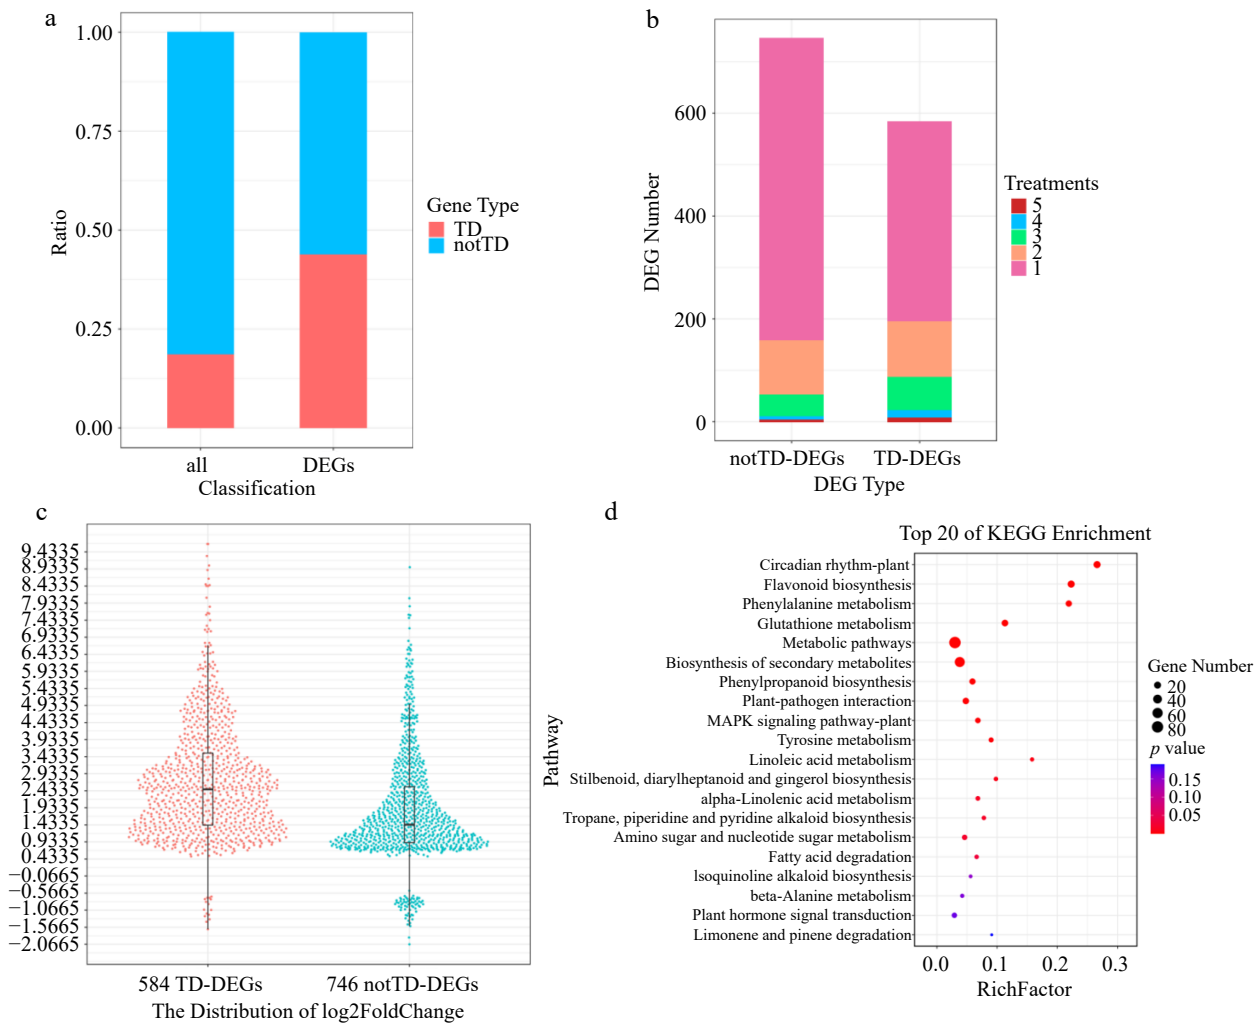 a
1.00
0.75
0.50
0.25
0.00
Ratio
all
DEGs
Classification
Gene Type
TD
notTD
b
600
400
200
0
DEG Number
notTD-DEGs
TD-DEGs
DEG Type
Treatments
5
4
3
2
1
c
9.4335
8.9335
8.4335
7.9335
7.4335
6.9335
6.4335
5.9335
5.4335
4.9335
4.4335
3.9335
3.4335
2.9335
2.4335
1.9335
1.4335
0.9335
0.4335
−0.0665
−0.5665
−1.0665
−1.5665
−2.0665
584 TD-DEGs
746 notTD-DEGs
The Distribution of log2FoldChange
d
Top 20 of KEGG Enrichment
Pathway
Circadian rhythm-plant
Flavonoid biosynthesis
Phenylalanine metabolism
Glutathione metabolism
Metabolic pathways
Biosynthesis of secondary metabolites
Phenylpropanoid biosynthesis
Plant-pathogen interaction
MAPK signaling pathway-plant
Tyrosine metabolism
Linoleic acid metabolism
Stilbenoid, diarylheptanoid and gingerol biosynthesis
alpha-Linolenic acid metabolism
Tropane, piperidine and pyridine alkaloid biosynthesis
Amino sugar and nucleotide sugar metabolism
Fatty acid degradation
lsoquinoline alkaloid biosynthesis
beta-Alanine metabolism
Plant hormone signal transduction
Limonene and pinene degradation
0.0
0.1
0.2
0.3
RichFactor
Gene Number
20
40
60
80
p value
0.15
0.10
0.05